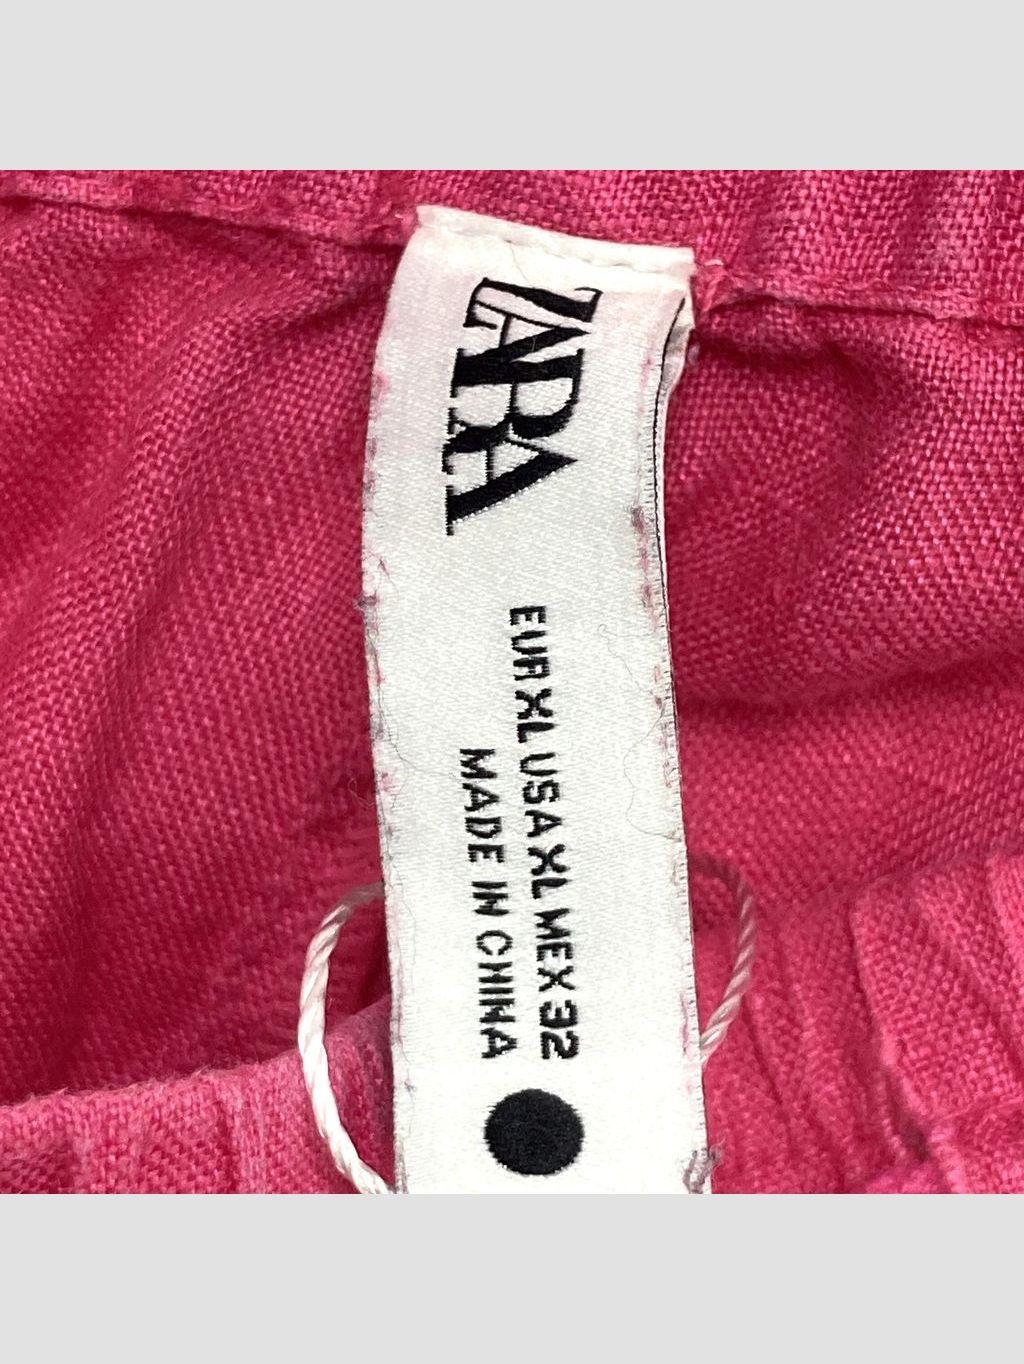 ZARA
EUR XL USA XL MEX 32
MADE IN CHINA